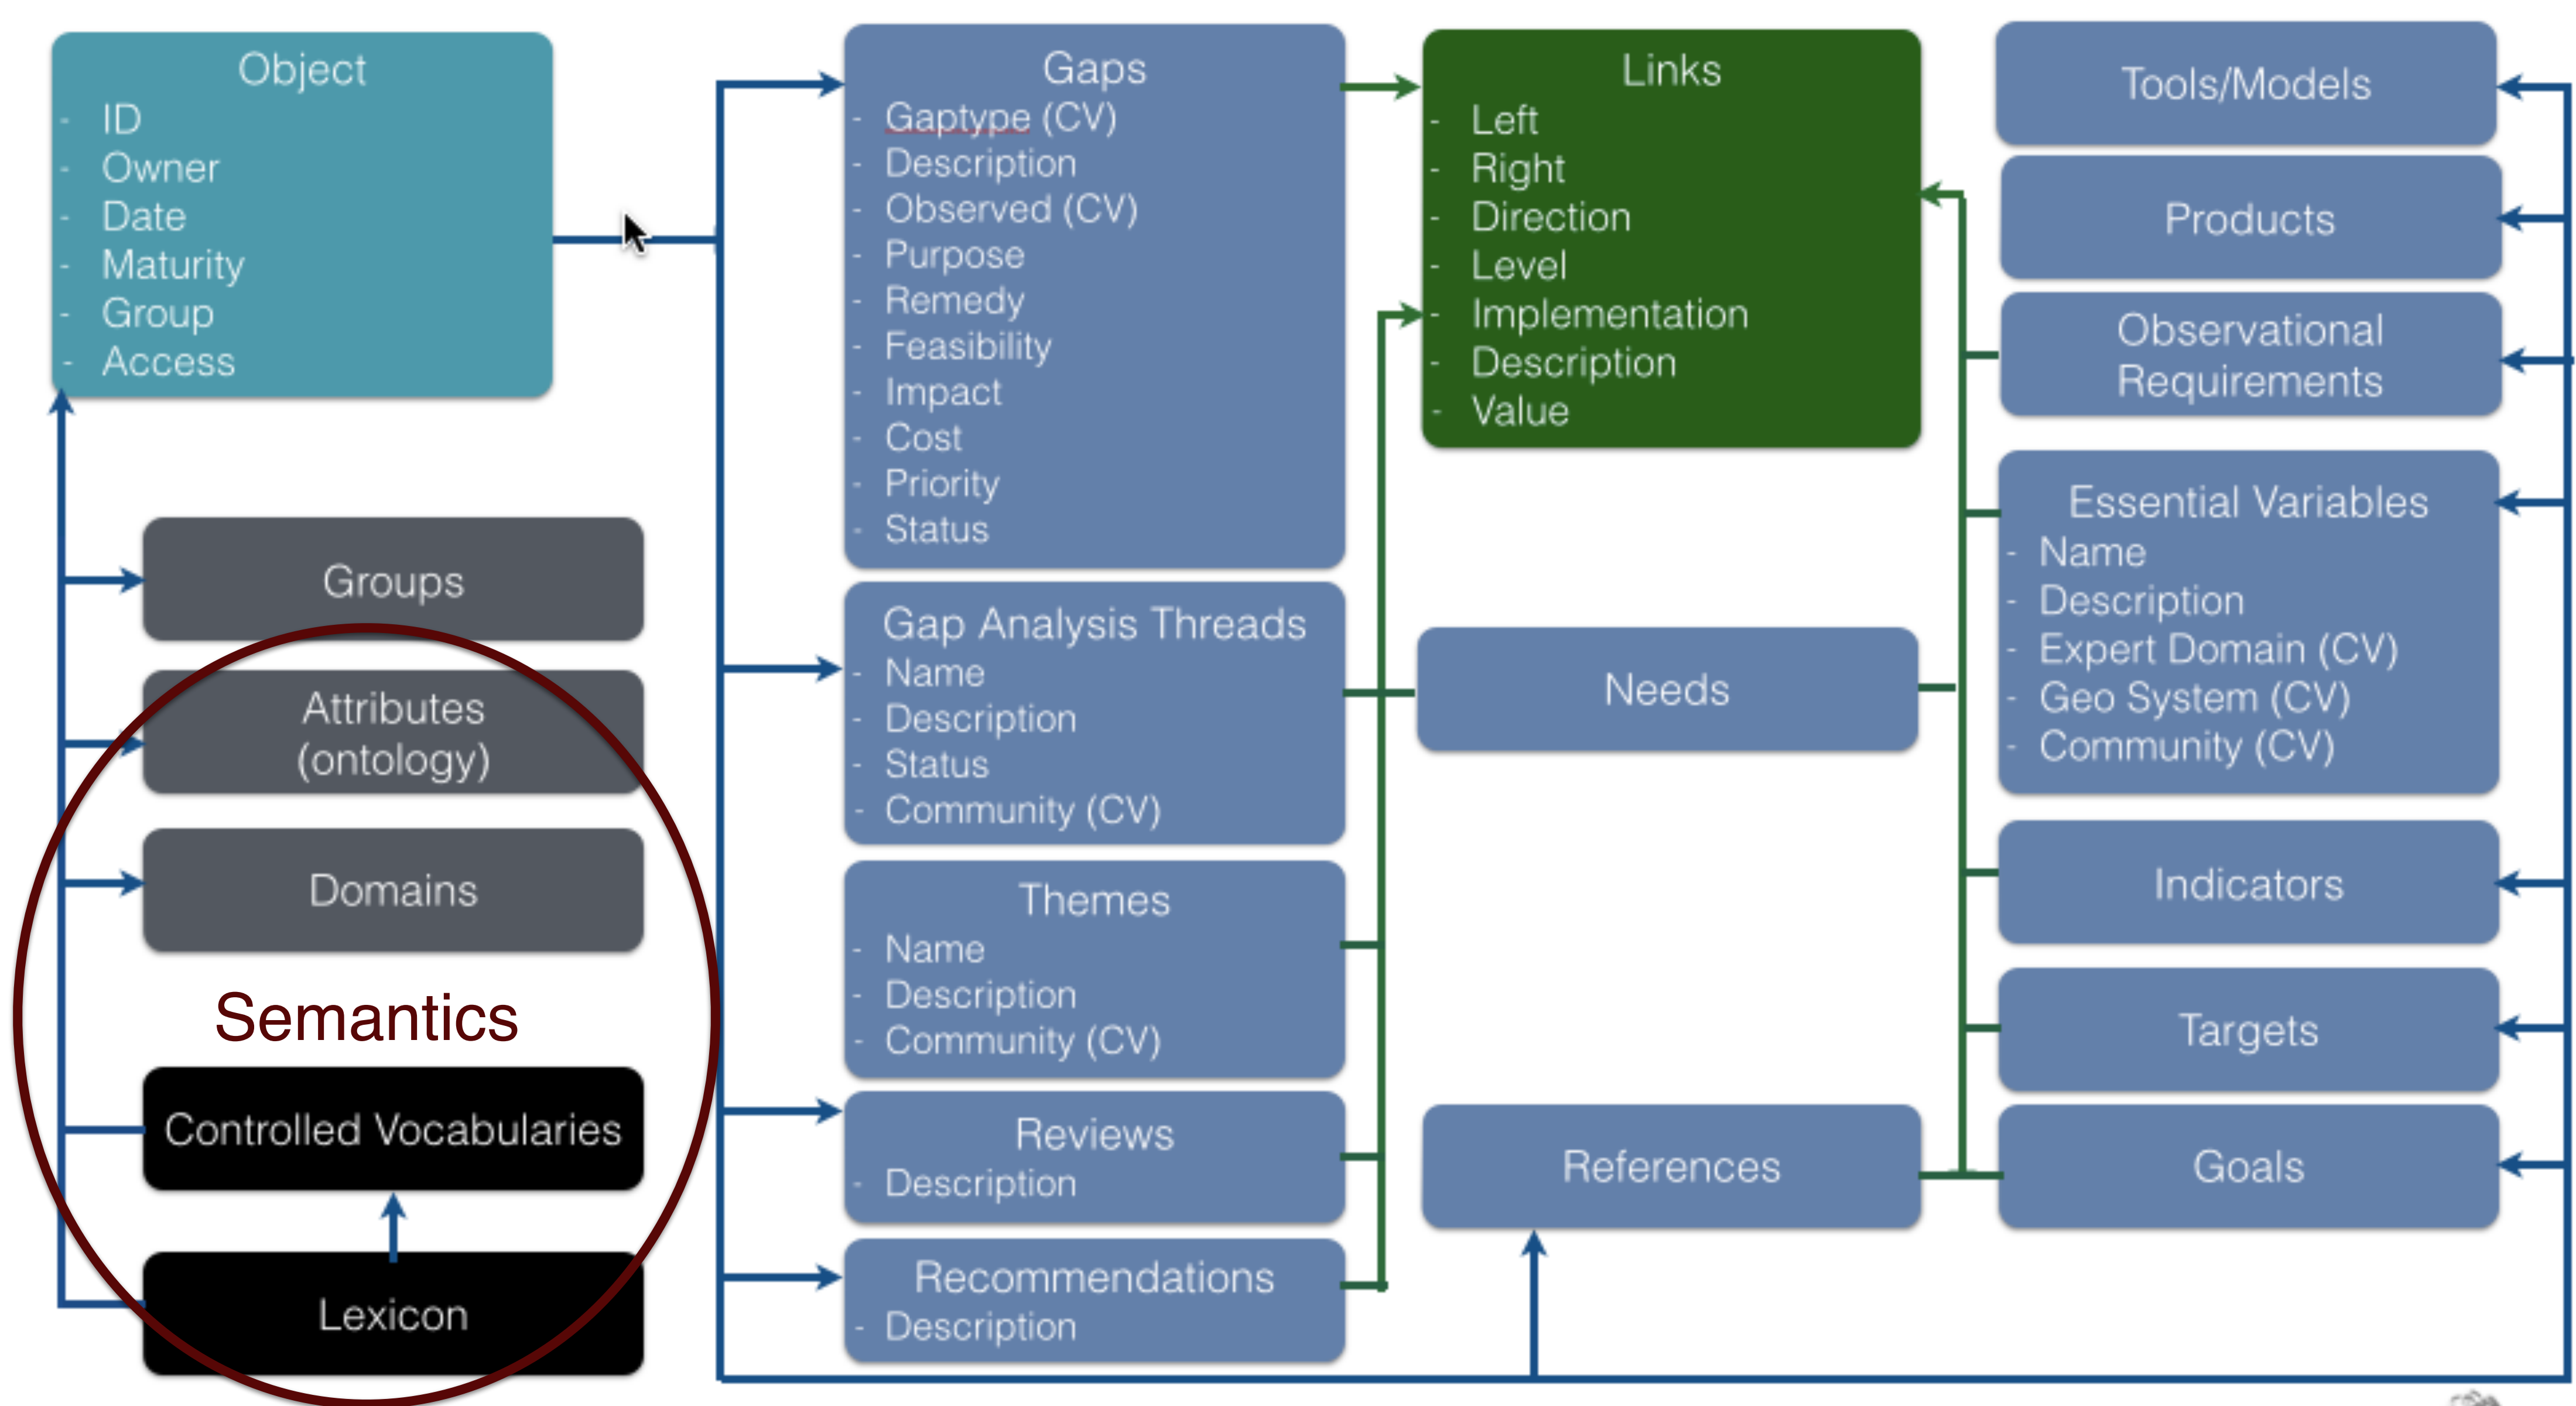 Object
- ID
- Owner
- Date
- Maturity
- Group
- Access
Groups
Attributes
(ontology)
Domains
Semantics
Controlled Vocabularies
Lexicon
Gaps
- Gaptype (CV)
- Description
- Observed (CV)
- Purpose
- Remedy
- Feasibility
- Impact
- Cost
- Priority
- Status
Gap Analysis Threads
- Name
- Description
- Status
- Community (CV)
Themes
- Name
- Description
- Community (CV)
Reviews
- Description
Recommendations
- Description
Links
- Left
- Right
- Direction
- Level
- Implementation
- Description
- Value
Needs
References
Tools/Models
Products
Observational
Requirements
Essential Variables
- Name
- Description
- Expert Domain (CV)
- Geo System (CV)
- Community (CV)
Indicators
Targets
Goals